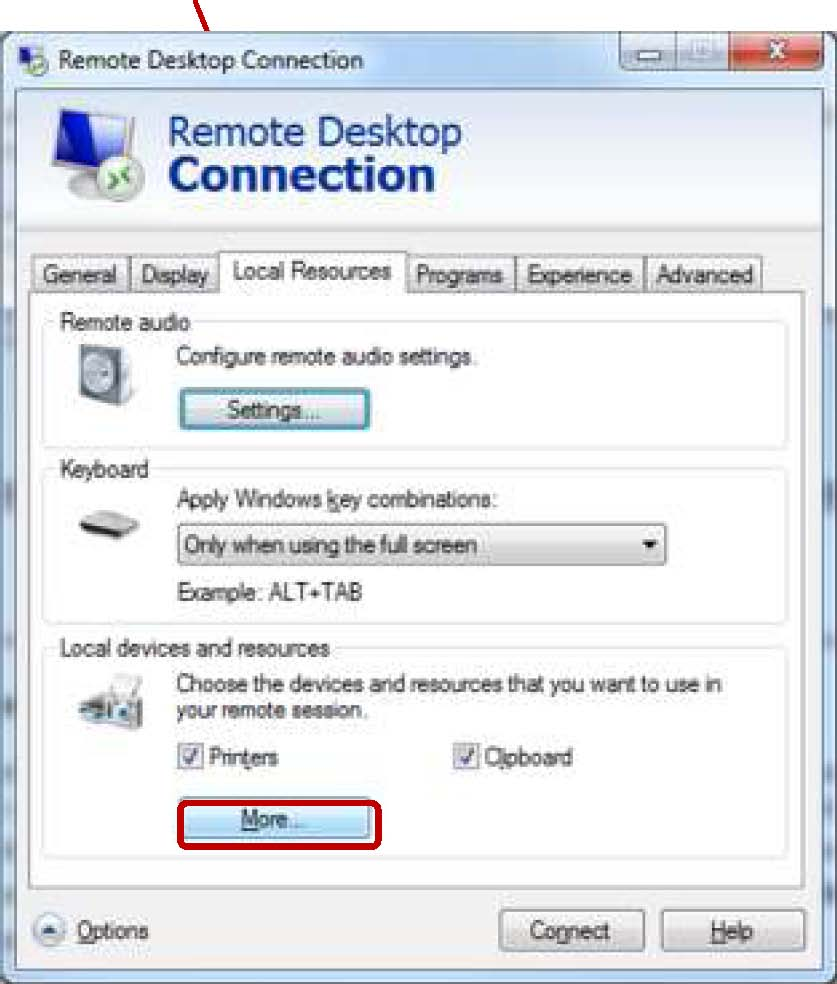 Remote Desktop Connection
Remote Desktop
Connection
General Display Local Resources Programs Experience Advanced
Remote audio
Configure remote audio settings.
Settings...
Keyboard
Apply Windows key combinations:
Only when using the full screen
Example: ALT+TAB
Local devices and resources
Choose the devices and resources that you want to use in
your remote session.
Printers Clipboard
More...
Options Connect Help